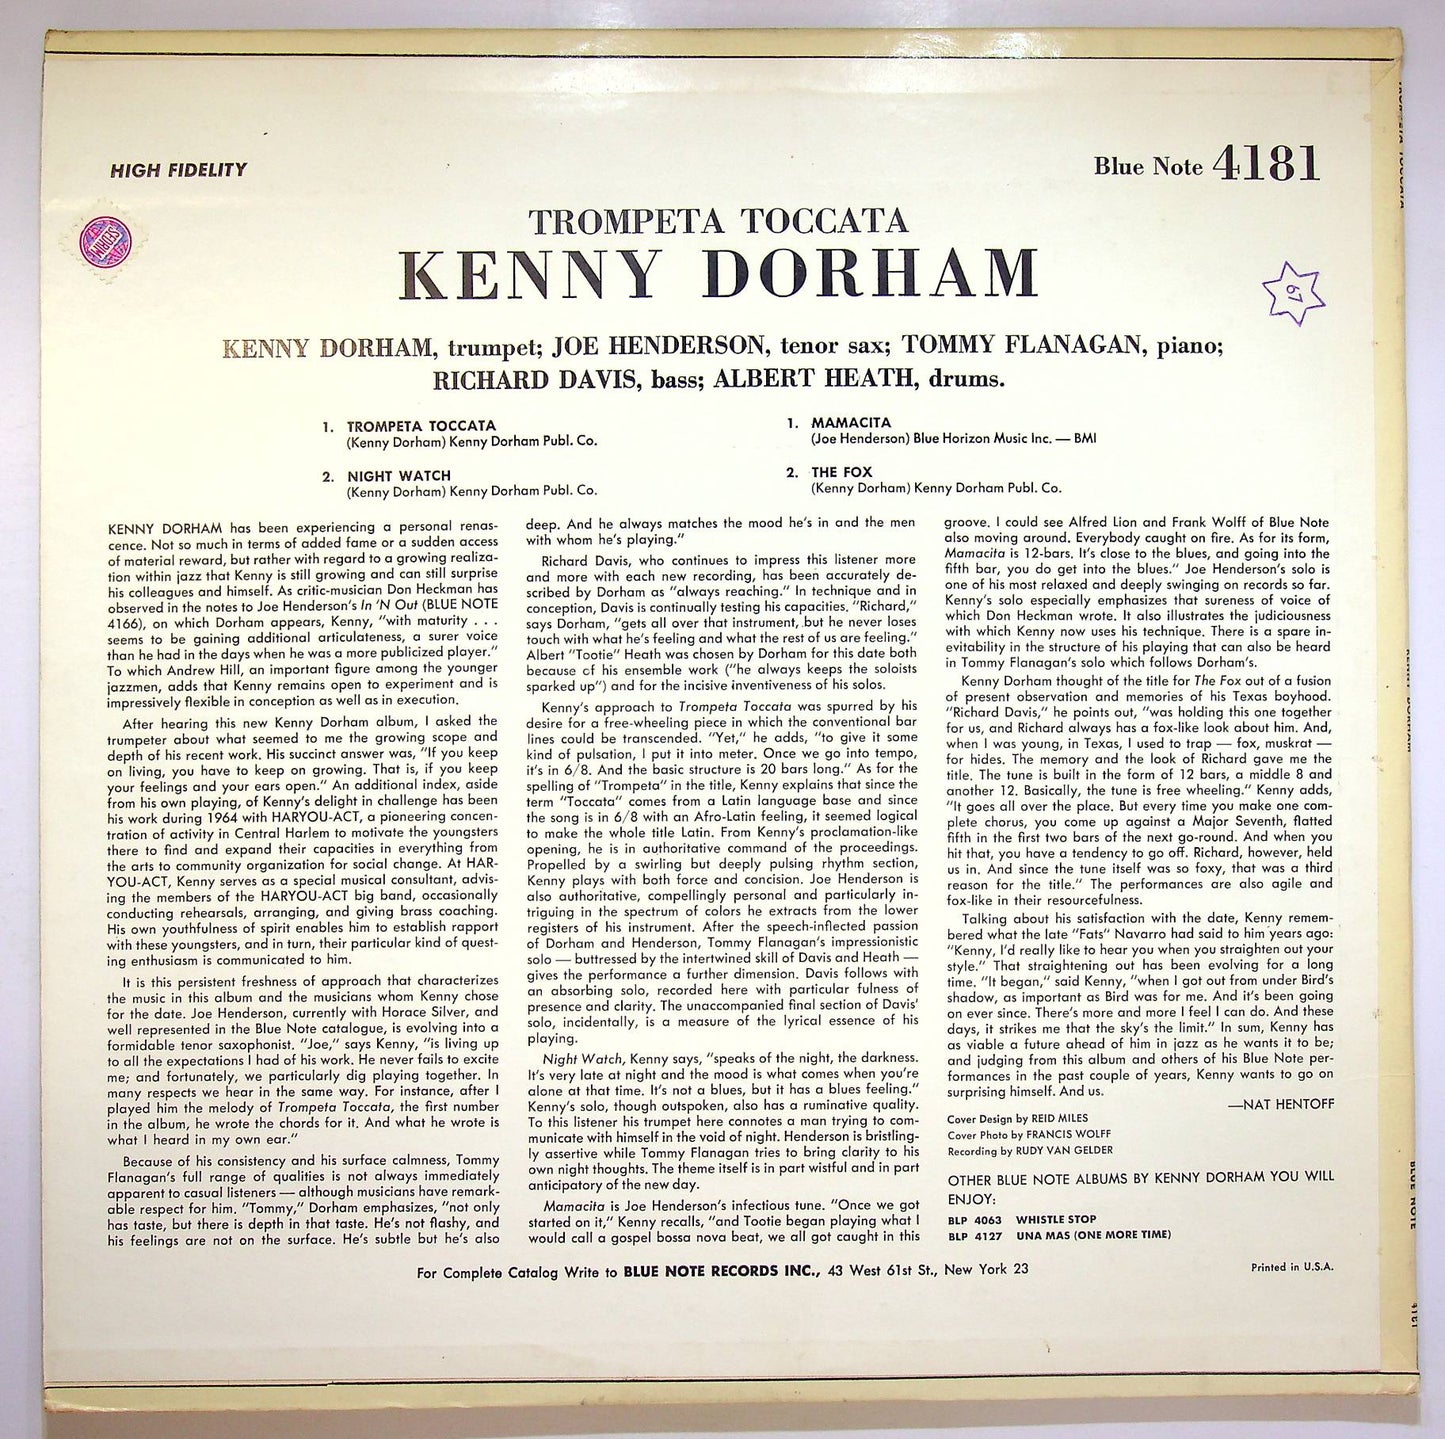 HIGH FIDELITY
Blue Note 4181
TROMPETA TOCCATA
KENNY DORHAM
67
KENNY DORHAM, trumpet; JOE HENDERSON, tenor sax; TOMMY FLANAGAN, piano;
RICHARD DAVIS, bass; ALBERT HEATH, drums.
1. TROMPETA TOCCATA
(Kenny Dorham) Kenny Dorham Publ. Co.
2. NIGHT WATCH
(Kenny Dorham) Kenny Dorham Publ. Co.
1. MAMACITA
(Joe Henderson) Blue Horizon Music Inc. — BMI
2. THE FOX
(Kenny Dorham) Kenny Dorham Publ. Co.
KENNY DORHAM has been experiencing a personal renas-
cence. Not so much in terms of added fame or a sudden access
of material reward, but rather with regard to a growing realiza-
tion within jazz that Kenny is still growing and can still surprise
his colleagues and himself. As critic-musician Don Heckman has
observed in the notes to Joe Henderson's In 'N Out (BLUE NOTE
4166), on which Dorham appears, Kenny, "with maturity . . .
seems to be gaining additional articulateness, a surer voice
than he had in the days when he was a more publicized player."
To which Andrew Hill, an important figure among the younger
jazzmen, adds that Kenny remains open to experiment and is
impressively flexible in conception as well as in execution.
After hearing this new Kenny Dorham album, I asked the
trumpeter about what seemed to me the growing scope and
depth of his recent work. His succinct answer was, "If you keep
on living, you have to keep on growing. That is, if you keep
your feelings and your ears open." An additional index, aside
from his own playing, of Kenny's delight in challenge has been
his work during 1964 with HARYOU-ACT, a pioneering concen-
tration of activity in Central Harlem to motivate the youngsters
there to find and expand their capacities in everything from
the arts to community organization for social change. At HAR-
YOU-ACT, Kenny serves as a special musical consultant, advis-
ing the members of the HARYOU-ACT big band, occasionally
conducting rehearsals, arranging, and giving brass coaching.
His own youthfulness of spirit enables him to establish rapport
with these youngsters, and in turn, their particular kind of quest-
ing enthusiasm is communicated to him.
It is this persistent freshness of approach that characterizes
the music in this album and the musicians whom Kenny chose
for the date. Joe Henderson, currently with Horace Silver, and
well represented in the Blue Note catalogue, is evolving into a
formidable tenor saxophonist. "Joe," says Kenny, "is living up
to all the expectations I had of his work. He never fails to excite
me; and fortunately, we particularly dig playing together. In
many respects we hear in the same way. For instance, after I
played him the melody of Trompeta Toccata, the first number
in the album, he wrote the chords for it. And what he wrote is
what I heard in my own ear."
Because of his consistency and his surface calmness, Tommy
Flanagan's full range of qualities is not always immediately
apparent to casual listeners — although musicians have remark-
able respect for him. "Tommy," Dorham emphasizes, "not only
has taste, but there is depth in that taste. He's not flashy, and
his feelings are not on the surface. He's subtle but he's also
deep. And he always matches the mood he's in and the men
with whom he's playing."
Richard Davis, who continues to impress this listener more
and more with each new recording, has been accurately de-
scribed by Dorham as "always reaching." In technique and in
conception, Davis is continually testing his capacities. "Richard,"
says Dorham, "gets all over that instrument, but he never loses
touch with what he's feeling and what the rest of us are feeling."
Albert "Tootie" Heath was chosen by Dorham for this date both
because of his ensemble work ("he always keeps the soloists
sparked up") and for the incisive inventiveness of his solos.
Kenny's approach to Trompeta Toccata was spurred by his
desire for a free-wheeling piece in which the conventional bar
lines could be transcended. "Yet," he adds, "to give it some
kind of pulsation, I put it into meter. Once we go into tempo,
it's in 6/8. And the basic structure is 20 bars long." As for the
spelling of "Trompeta" in the title, Kenny explains that since the
term "Toccata" comes from a Latin language base and since
the song is in 6/8 with an Afro-Latin feeling, it seemed logical
to make the whole title Latin. From Kenny's proclamation-like
opening, he is in authoritative command of the proceedings.
Propelled by a swirling but deeply pulsing rhythm section,
Kenny plays with both force and concision. Joe Henderson is
also authoritative, compellingly personal and particularly in-
triguing in the spectrum of colors he extracts from the lower
registers of his instrument. After the speech-inflected passion
of Dorham and Henderson, Tommy Flanagan's impressionistic
solo — buttressed by the intertwined skill of Davis and Heath —
gives the performance a further dimension. Davis follows with
an absorbing solo, recorded here with particular fulness of
presence and clarity. The unaccompanied final section of Davis'
solo, incidentally, is a measure of the lyrical essence of his
playing.
Night Watch, Kenny says, "speaks of the night, the darkness.
It's very late at night and the mood is what comes when you're
alone at that time. It's not a blues, but it has a blues feeling."
Kenny's solo, though outspoken, also has a ruminative quality.
To this listener his trumpet here connotes a man trying to com-
municate with himself in the void of night. Henderson is bristling-
ly assertive while Tommy Flanagan tries to bring clarity to his
own night thoughts. The theme itself is in part wistful and in part
anticipatory of the new day.
Mamacita is Joe Henderson's infectious tune. "Once we got
started on it," Kenny recalls, "and Tootie began playing what I
would call a gospel bossa nova beat, we all got caught in this
groove. I could see Alfred Lion and Frank Wolff of Blue Note
also moving around. Everybody caught on fire. As for its form,
Mamacita is 12-bars. It's close to the blues, and going into the
fifth bar, you do get into the blues." Joe Henderson's solo is
one of his most relaxed and deeply swinging on records so far.
Kenny's solo especially emphasizes that sureness of voice of
which Don Heckman wrote. It also illustrates the judiciousness
with which Kenny now uses his technique. There is a spare in-
evitability in the structure of his playing that can also be heard
in Tommy Flanagan's solo which follows Dorham's.
Kenny Dorham thought of the title for The Fox out of a fusion
of present observation and memories of his Texas boyhood.
"Richard Davis," he points out, "was holding this one together
for us, and Richard always has a fox-like look about him. And,
when I was young, in Texas, I used to trap — fox, muskrat —
for hides. The memory and the look of Richard gave me the
title. The tune is built in the form of 12 bars, a middle 8 and
another 12. Basically, the tune is free wheeling." Kenny adds,
"It goes all over the place. But every time you make one com-
plete chorus, you come up against a Major Seventh, flatted
fifth in the first two bars of the next go-round. And when you
hit that, you have a tendency to go off. Richard, however, held
us in. And since the tune itself was so foxy, that was a third
reason for the title." The performances are also agile and
fox-like in their resourcefulness.
Talking about his satisfaction with the date, Kenny remem-
bered what the late "Fats" Navarro had said to him years ago:
"Kenny, I'd really like to hear you when you straighten out your
style." That straightening out has been evolving for a long
time. "It began," said Kenny, "when I got out from under Bird's
shadow, as important as Bird was for me. And it's been going
on ever since. There's more and more I feel I can do. And these
days, it strikes me that the sky's the limit." In sum, Kenny has
as viable a future ahead of him in jazz as he wants it to be;
and judging from this album and others of his Blue Note per-
formances in the past couple of years, Kenny wants to go on
surprising himself. And us.
—NAT HENTOFF
Cover Design by REID MILES
Cover Photo by FRANCIS WOLFF
Recording by RUDY VAN GELDER
OTHER BLUE NOTE ALBUMS BY KENNY DORHAM YOU WILL
ENJOY:
BLP 4063 WHISTLE STOP
BLP 4127 UNA MAS (ONE MORE TIME)
For Complete Catalog Write to BLUE NOTE RECORDS INC., 43 West 61st St., New York 23
Printed in U.S.A.
TROMPETA TOCCATA
KENNY DORHAM
BLUE NOTE
4181